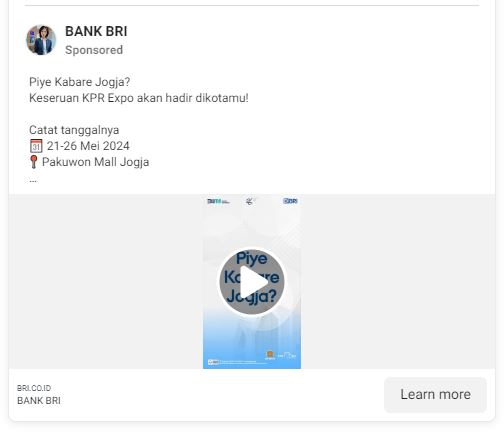 BANK BRI
Sponsored
Piye Kabare Jogja?
Keseruan KPR Expo akan hadir dikotamu!
Catat tanggalnya
21-26 Mei 2024
Pakuwon Mall Jogja
...
BRI
Piye
Kabare
Jogja?
BRI.CO.ID
BANK BRI
Learn more